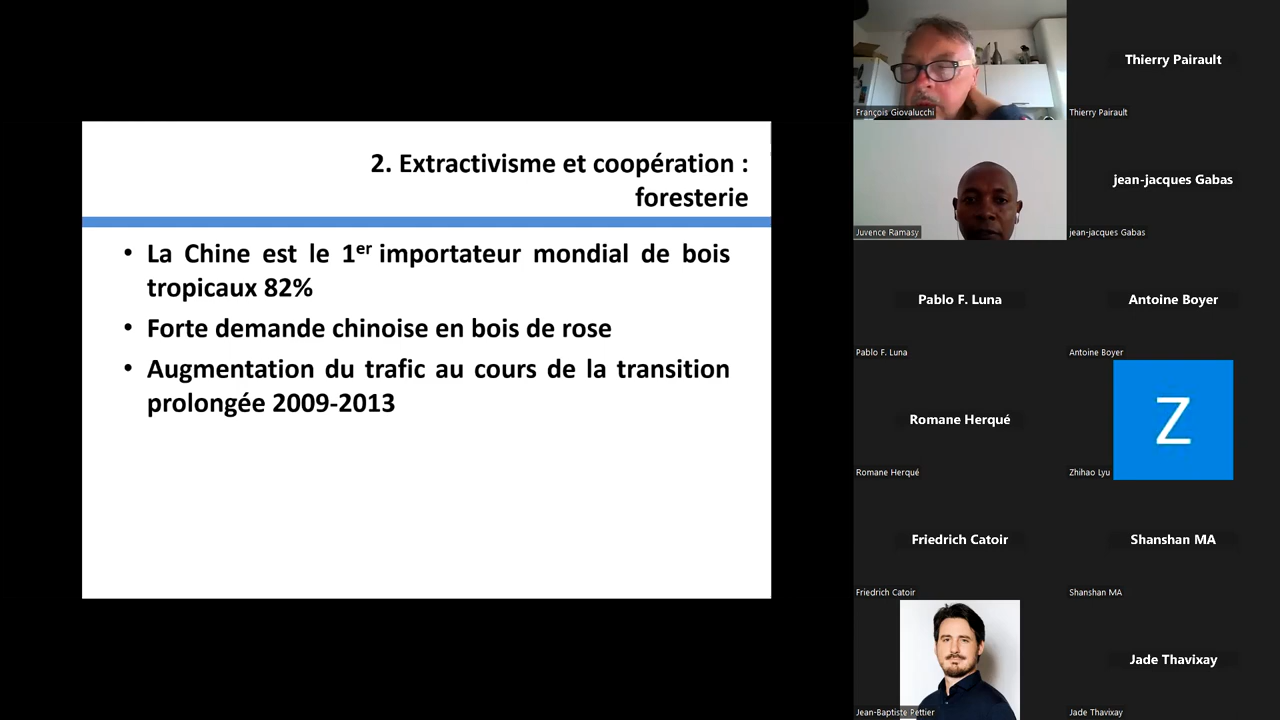 2. Extractivisme et coopération :
foresterie
• La Chine est le 1er importateur mondial de bois
tropicaux 82%
• Forte demande chinoise en bois de rose
• Augmentation du trafic au cours de la transition
prolongée 2009-2013
François Giovalucchi
Thierry Pairault
Thierry Pairault
Juvence Ramasy
jean-jacques Gabas
jean-jacques Gabas
Pablo F. Luna
Pablo F. Luna
Antoine Boyer
Antoine Boyer
Romane Herqué
Romane Herqué
Z
Zhihao Lyu
Friedrich Catoir
Friedrich Catoir
Shanshan MA
Shanshan MA
Jean-Baptiste Pettier
Jade Thavixay
Jade Thavixay